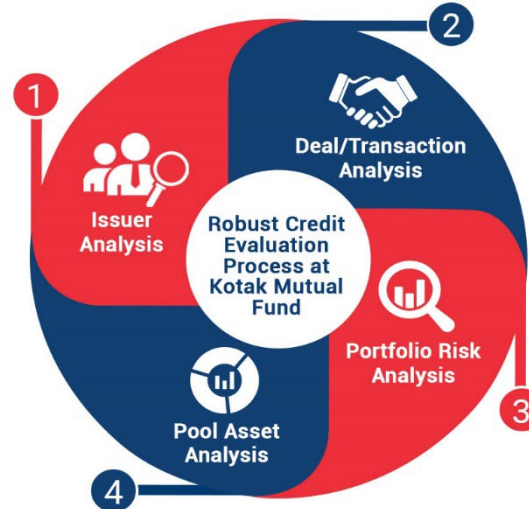 1
Issuer
Analysis
2
Deal/Transaction
Analysis
Robust Credit
Evaluation
Process at
Kotak Mutual
Fund
Portfolio Risk
Analysis
3
Pool Asset
Analysis
4